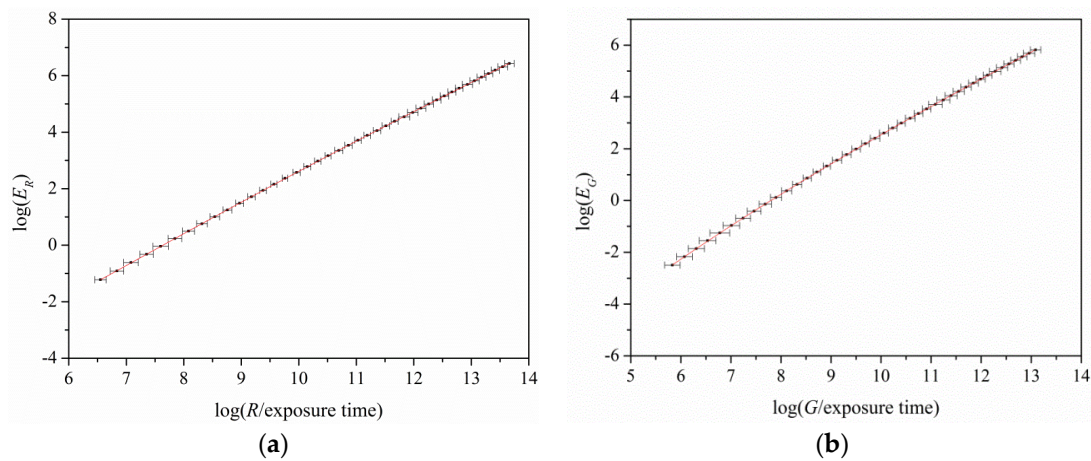 8
6
4
2
0
-2
-4
log(E_R)
6 7 8 9 10 11 12 13 14
log(R/exposure time)
(a)
6
4
2
0
-2
-4
-6
log(E_G)
5 6 7 8 9 10 11 12 13 14
log(G/exposure time)
(b)